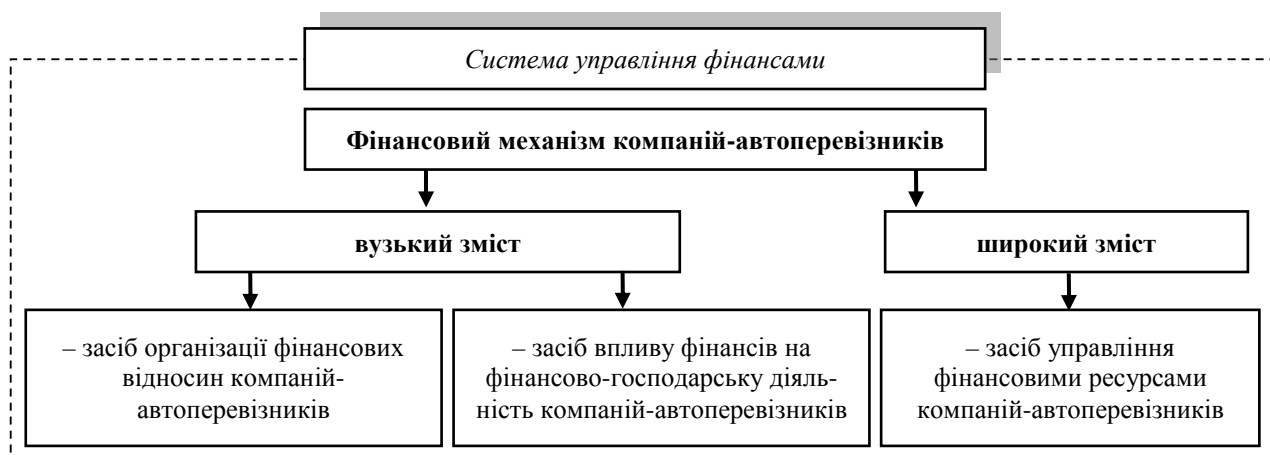 Система управління фінансами
Фінансовий механізм компаній-автоперевізників
вузький зміст
широкий зміст
– засіб організації фінансових
відносин компаній-
автоперевізників
– засіб впливу фінансів на
фінансово-господарську діяль-
ність компаній-автоперевізників
– засіб управління
фінансовими ресурсами
компаній-автоперевізників